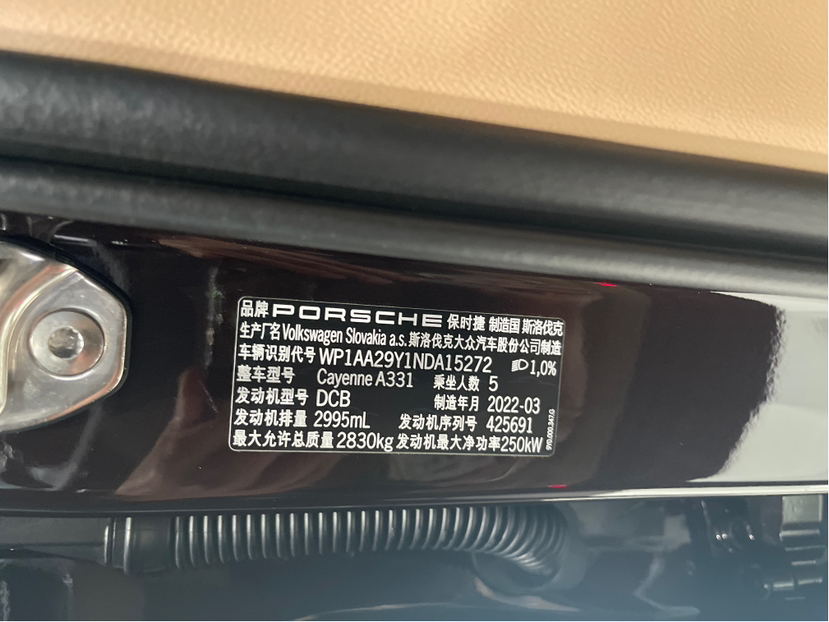 品牌 PORSCHE 保时捷 制造国 斯洛伐克
生产厂名 Volkswagen Slovakia a.s. 斯洛伐克大众汽车股份公司制造
车辆识别代号 WP1AA29Y1NDA15272 1,0%
整车型号 Cayenne A331 乘坐人数 5
发动机型号 DCB 制造年月 2022-03
发动机排量 2995mL 发动机序列号 425691
最大允许总质量 2830kg 发动机最大净功率 250kW
9Y0.000.347.G